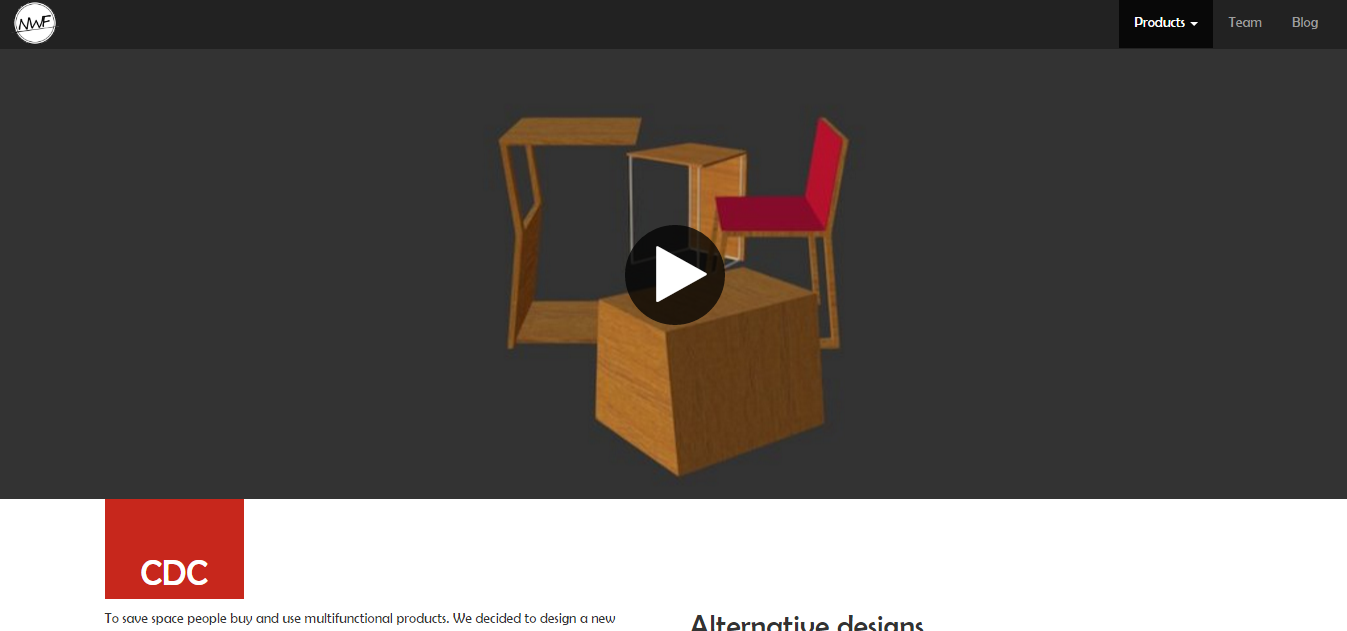 NWF
Products
Team
Blog
CDC
To save space people buy and use multifunctional products. We decided to design a new
Alternative designs